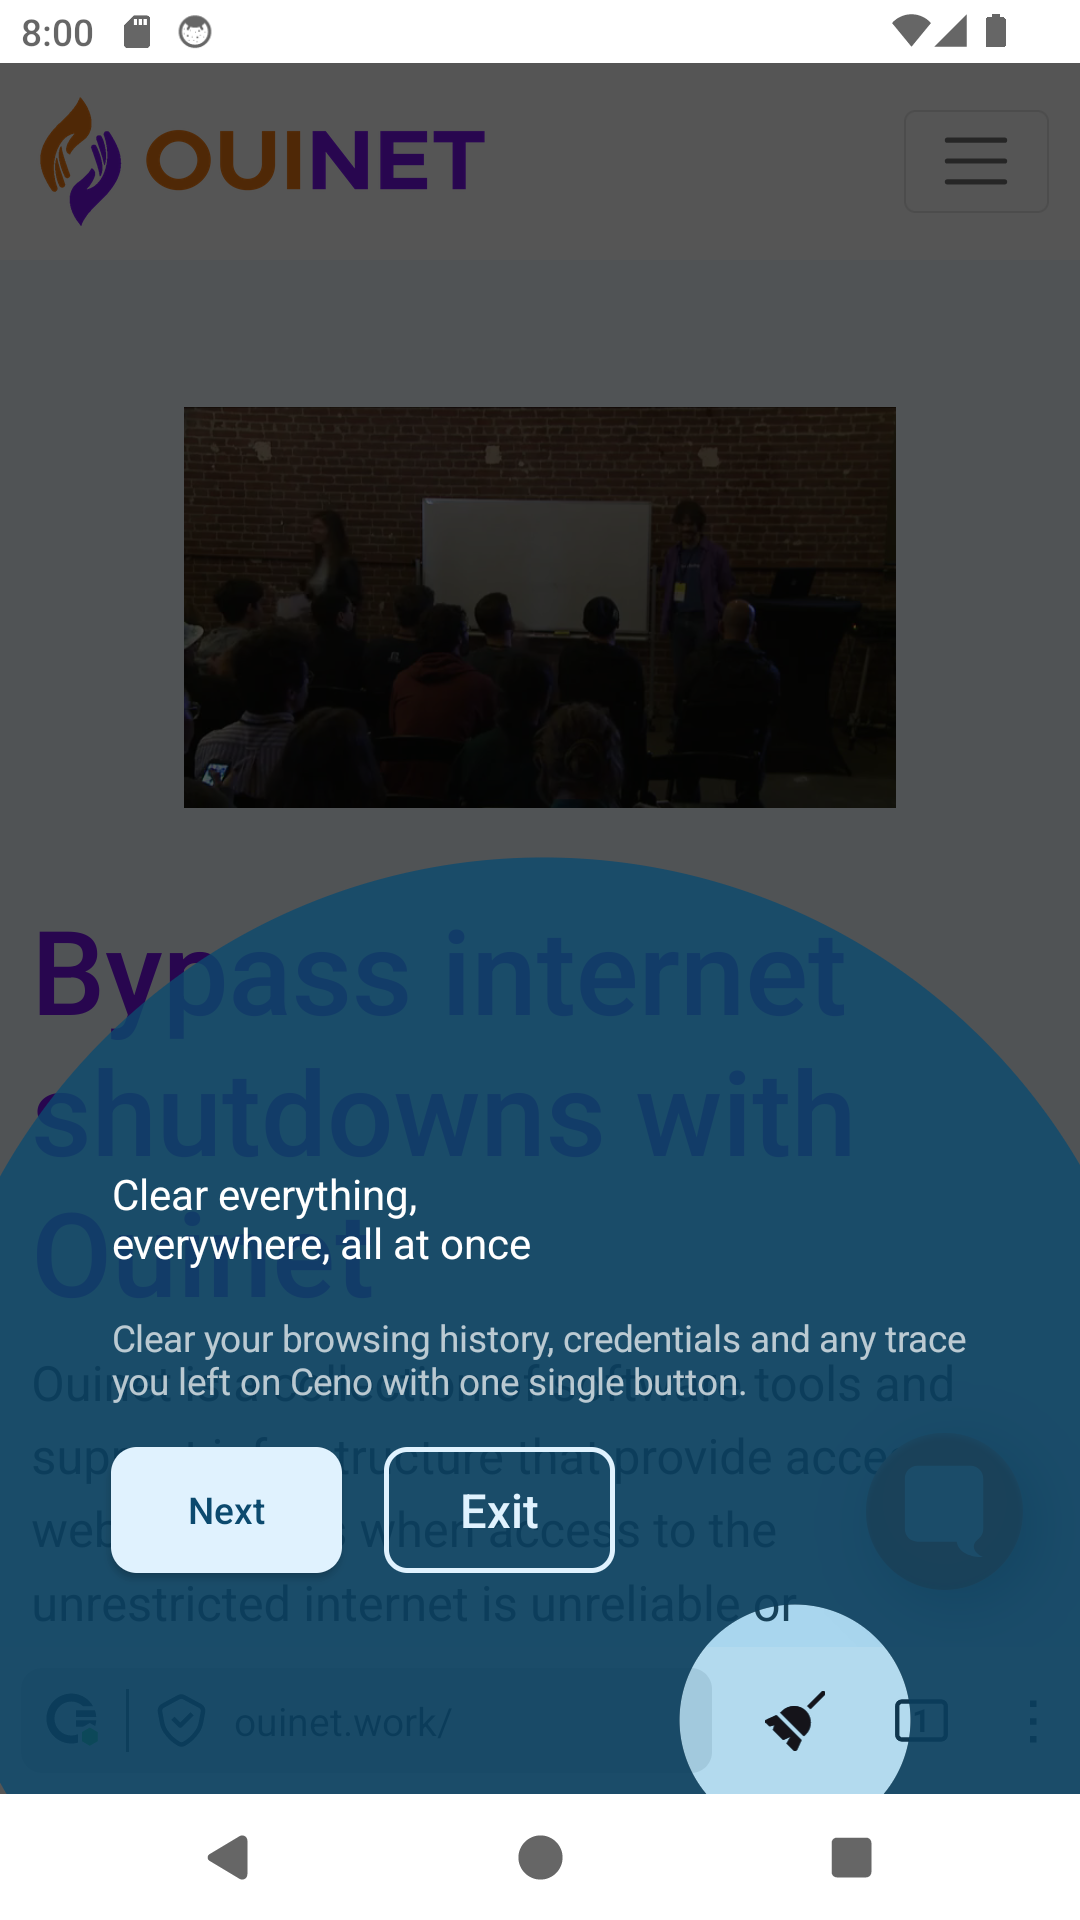 8:00
OUINET
Bypass internet
shutdowns with
Ouinet
Clear everything,
everywhere, all at once
Clear your browsing history, credentials and any trace
you left on Ceno with one single button.
Ouinet is a collection of software tools and
support infrastructure that provide access
Next
Exit
web when access to the
unrestricted internet is unreliable or
ouinet.work/
1